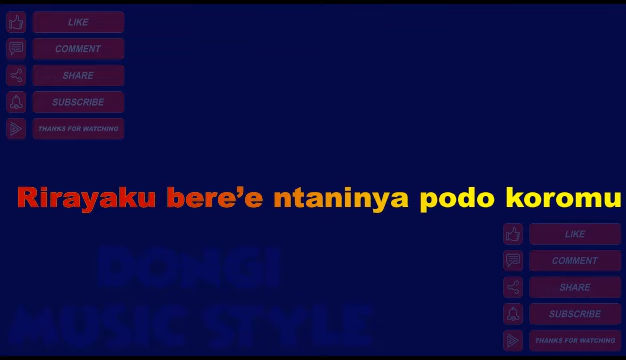 LIKE
COMMENT
SHARE
SUBSCRIBE
THANKS FOR WATCHING
Rirayaku bere’e ntaninya podo koromu
LIKE
COMMENT
SHARE
SUBSCRIBE
THANKS FOR WATCHING
DONGI
MUSIC STYLE